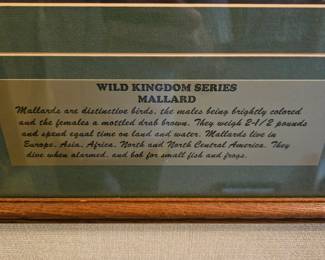 WILD KINGDOM SERIES
MALLARD
Mallards are distinctive birds, the males being brightly colored
and the females a mottled drab brown. They weigh 2-1/2 pounds
and spend equal time on land and water. Mallards live in
Europe, Asia, Africa, North and North Central America. They
dive when alarmed, and bob for small fish and frogs.